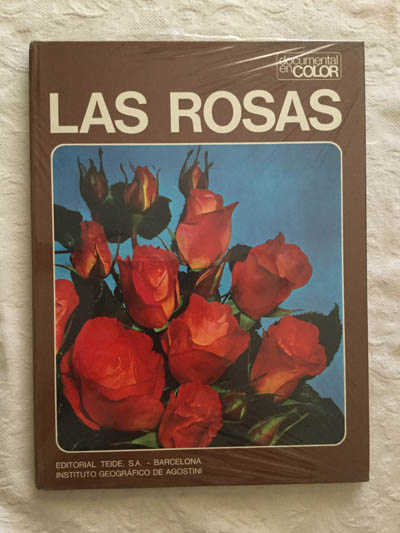 documental
en COLOR
LAS ROSAS
EDITORIAL TEIDE, S.A. - BARCELONA
INSTITUTO GEOGRÁFICO DE AGOSTINI